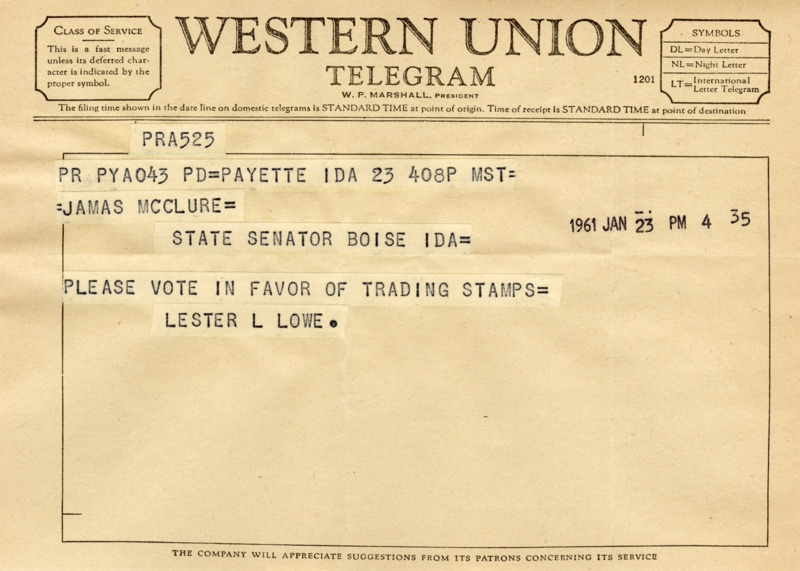 CLASS OF SERVICE
This is a fast message
unless its deferred char-
acter is indicated by the
proper symbol.
WESTERN UNION
TELEGRAM
W. P. MARSHALL, PRESIDENT
1201
SYMBOLS
DL=Day Letter
NL=Night Letter
LT=International
Letter Telegram
The filing time shown in the date line on domestic telegrams is STANDARD TIME at point of origin. Time of receipt is STANDARD TIME at point of destination
PRA525
PR PYA043 PD=PAYETTE IDA 23 408P MST=
=JAMAS MCCLURE=
1961 JAN 23 PM 4 35
STATE SENATOR BOISE IDA=
PLEASE VOTE IN FAVOR OF TRADING STAMPS=
LESTER L LOWE.
THE COMPANY WILL APPRECIATE SUGGESTIONS FROM ITS PATRONS CONCERNING ITS SERVICE